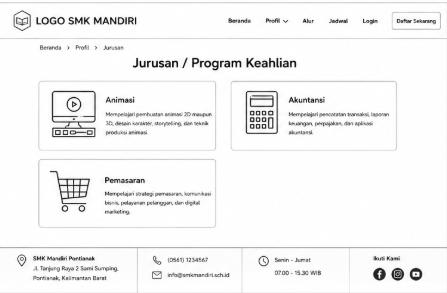 LOGO SMK MANDIRI
Beranda Profil Alur Jadwal Login Daftar Sekarang
Beranda > Profil > Jurusan
Jurusan / Program Keahlian
Animasi
Mempelajari pembuatan animasi 2D maupun
3D, desain karakter, storytelling, dan teknik
produksi animasi.
Akuntansi
Mempelajari pencatatan transaksi, laporan
keuangan, perpajakan, dan aplikasi
akuntansi.
Pemasaran
Mempelajari strategi pemasaran, komunikasi
bisnis, pelayanan pelanggan, dan digital
marketing.
SMK Mandiri Pontianak
Jl. Tanjung Raya 2 Sami Sumping,
Pontianak, Kalimantan Barat
(0561) 1234567
info@smkmandiri.sch.id
Senin - Jumat
07.00 - 15.30 WIB
Ikuti Kami